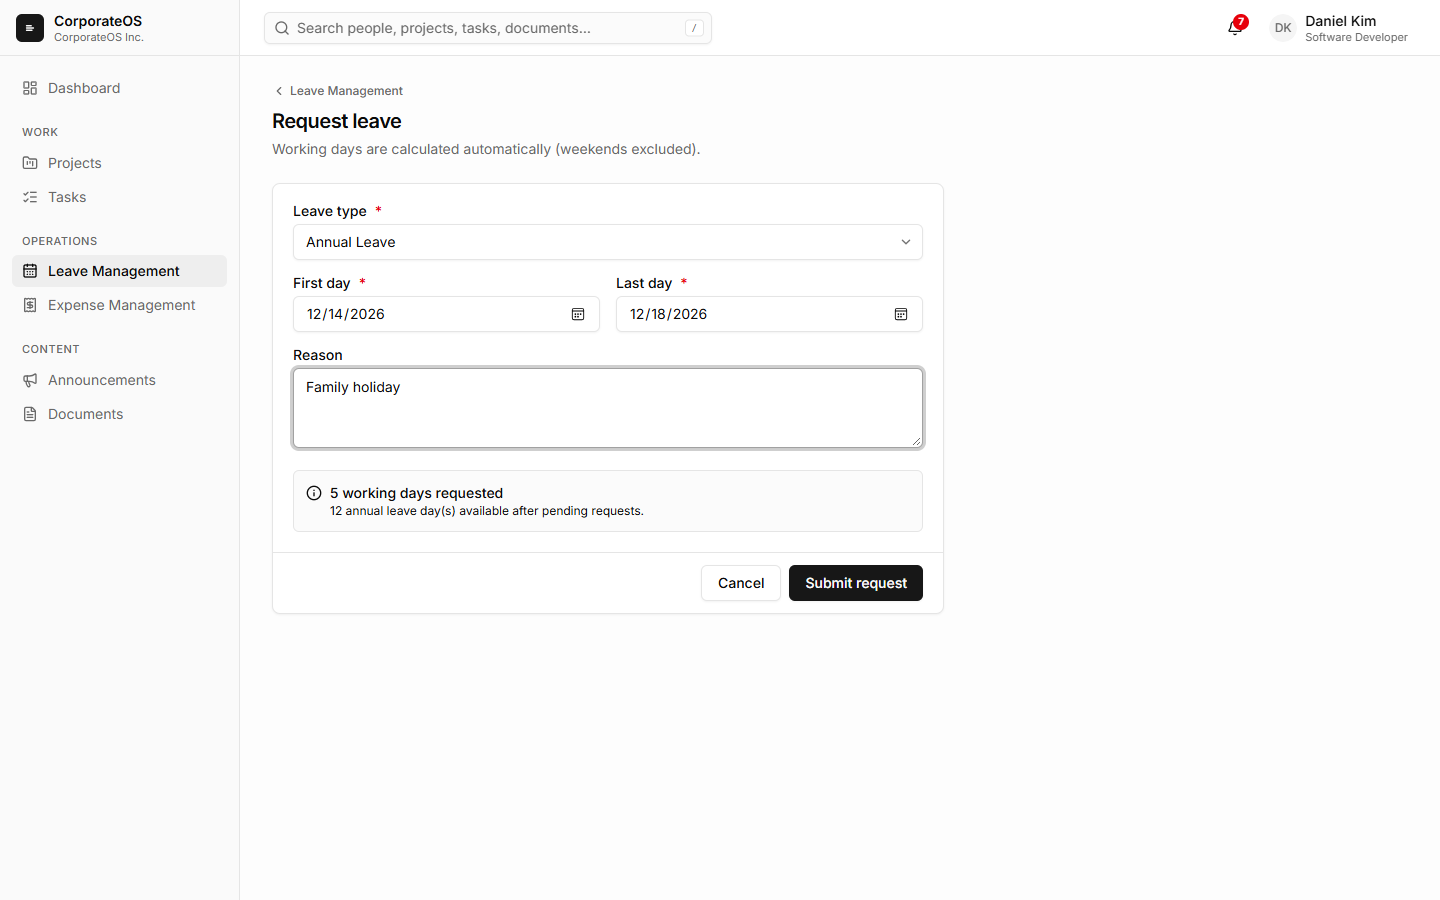 CorporateOS
CorporateOS Inc.
Search people, projects, tasks, documents...
/
7
DK
Daniel Kim
Software Developer
Dashboard
WORK
Projects
Tasks
OPERATIONS
Leave Management
Expense Management
CONTENT
Announcements
Documents
Leave Management
Request leave
Working days are calculated automatically (weekends excluded).
Leave type *
Annual Leave
First day *
Last day *
12/14/2026
12/18/2026
Reason
Family holiday
5 working days requested
12 annual leave day(s) available after pending requests.
Cancel
Submit request